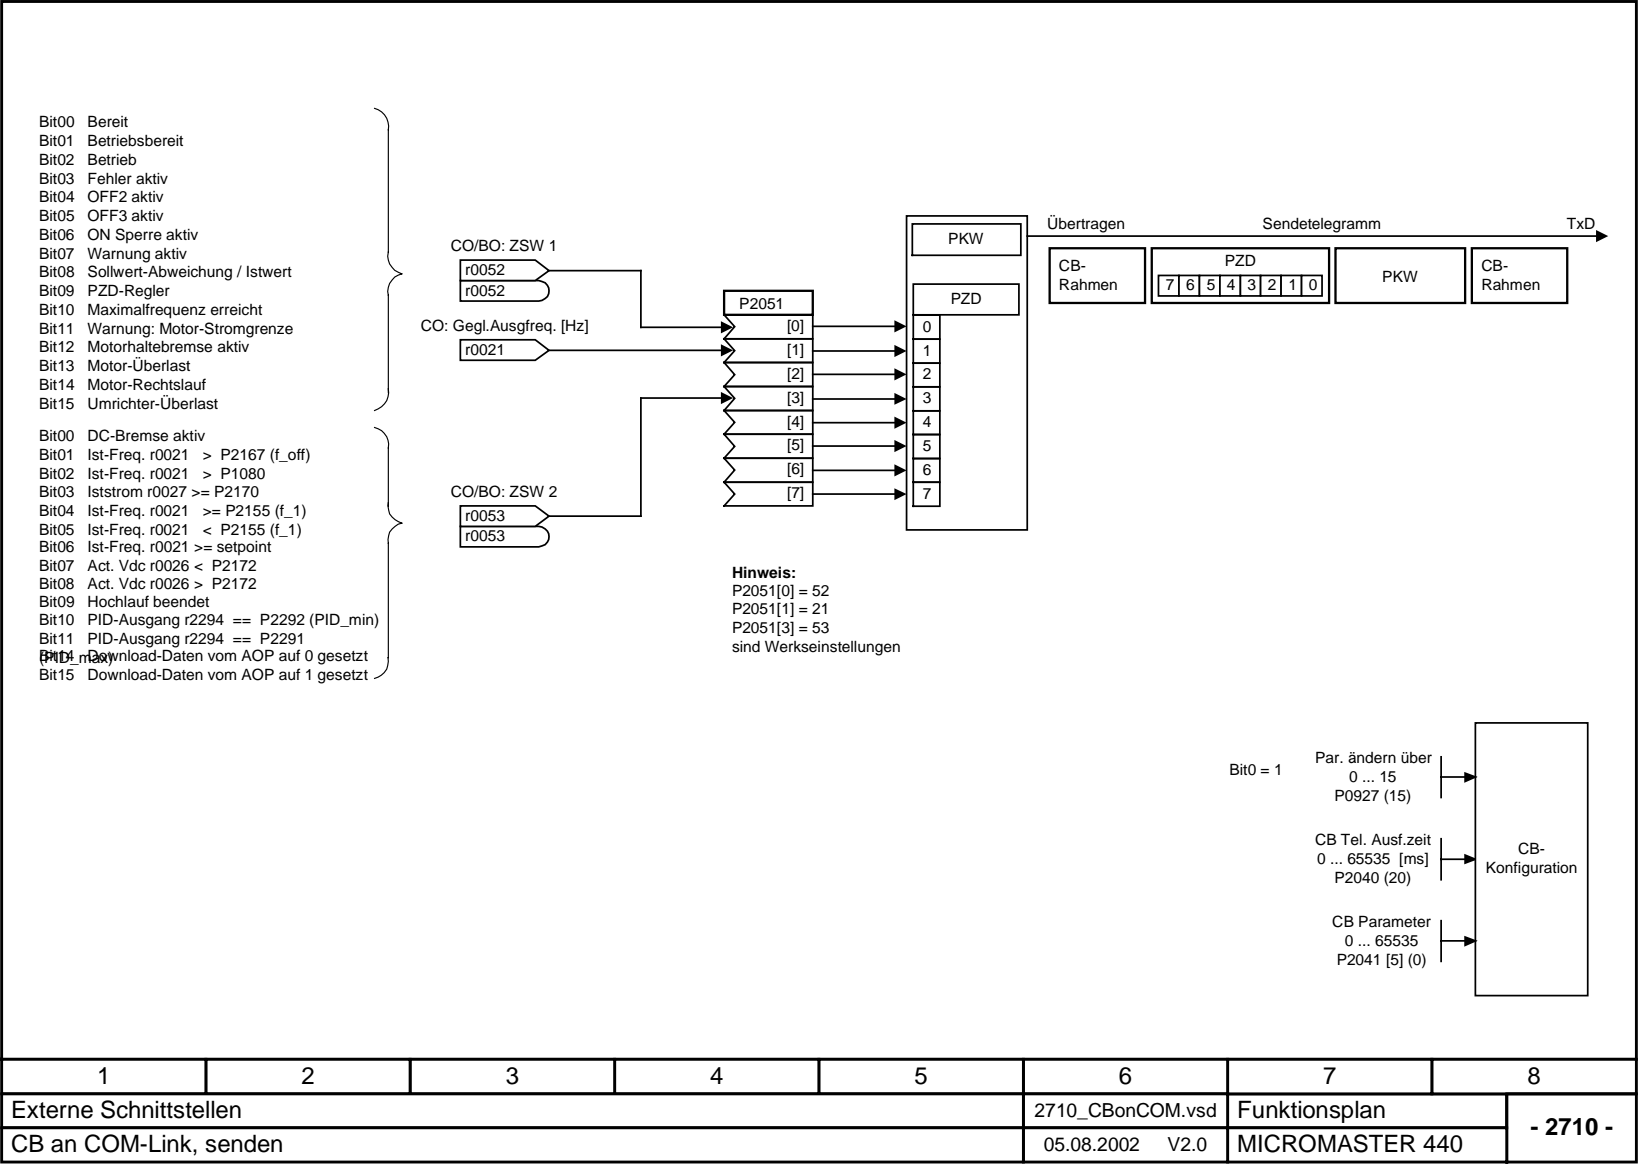 Bit00 Bereit
Bit01 Betriebsbereit
Bit02 Betrieb
Bit03 Fehler aktiv
Bit04 OFF2 aktiv
Bit05 OFF3 aktiv
Bit06 ON Sperre aktiv
Bit07 Warnung aktiv
Bit08 Sollwert-Abweichung / Istwert
Bit09 PZD-Regler
Bit10 Maximalfrequenz erreicht
Bit11 Warnung: Motor-Stromgrenze
Bit12 Motorhaltebremse aktiv
Bit13 Motor-Überlast
Bit14 Motor-Rechtslauf
Bit15 Umrichter-Überlast
Bit00 DC-Bremse aktiv
Bit01 Ist-Freq. r0021 > P2167 (f_off)
Bit02 Ist-Freq. r0021 > P1080
Bit03 Iststrom r0027 >= P2170
Bit04 Ist-Freq. r0021 >= P2155 (f_1)
Bit05 Ist-Freq. r0021 < P2155 (f_1)
Bit06 Ist-Freq. r0021 >= setpoint
Bit07 Act. Vdc r0026 < P2172
Bit08 Act. Vdc r0026 > P2172
Bit09 Hochlauf beendet
Bit10 PID-Ausgang r2294 == P2292 (PID_min)
Bit11 PID-Ausgang r2294 == P2291
(PID_max)
Bit14 Download-Daten vom AOP auf 0 gesetzt
Bit15 Download-Daten vom AOP auf 1 gesetzt
CO/BO: ZSW 1
r0052
r0052
CO: Gegl.Ausgfreq. [Hz]
r0021
CO/BO: ZSW 2
r0053
r0053
P2051
[0]
[1]
[2]
[3]
[4]
[5]
[6]
[7]
Hinweis:
P2051[0] = 52
P2051[1] = 21
P2051[3] = 53
sind Werkseinstellungen
PKW
PZD
0
1
2
3
4
5
6
7
Übertragen Sendetelegramm TxD
CB-
Rahmen
PZD
7 6 5 4 3 2 1 0
PKW
CB-
Rahmen
Bit0 = 1
Par. ändern über
0 ... 15
P0927 (15)
CB Tel. Ausf.zeit
0 ... 65535 [ms]
P2040 (20)
CB Parameter
0 ... 65535
P2041 [5] (0)
CB-
Konfiguration
1 2 3 4 5 6 7 8
Externe Schnittstellen 2710_CBonCOM.vsd Funktionsplan
CB an COM-Link, senden 05.08.2002 V2.0 MICROMASTER 440
- 2710 -